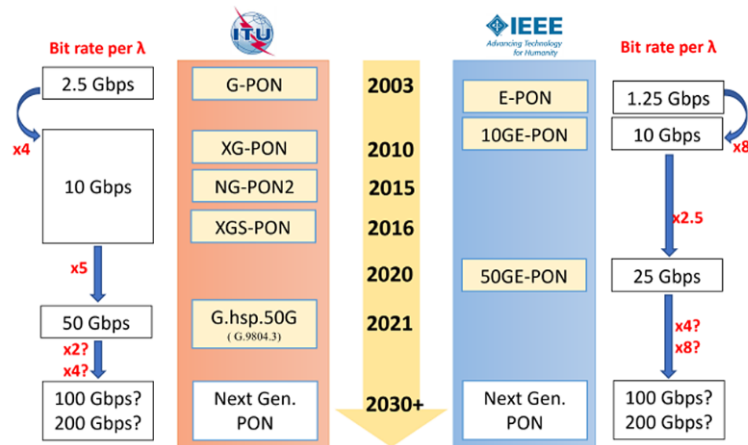 ITU
IEEE
Advancing Technology
for Humanity
Bit rate per λ
Bit rate per λ
2.5 Gbps
G-PON
2003
E-PON
1.25 Gbps
x4
XG-PON
2010
10GE-PON
10 Gbps
x8
10 Gbps
NG-PON2
2015
XGS-PON
2016
x2.5
x5
2020
50GE-PON
25 Gbps
50 Gbps
G.hsp.50G
( G.9804.3)
2021
x2?
x4?
x4?
x8?
100 Gbps?
200 Gbps?
Next Gen.
PON
2030+
Next Gen.
PON
100 Gbps?
200 Gbps?